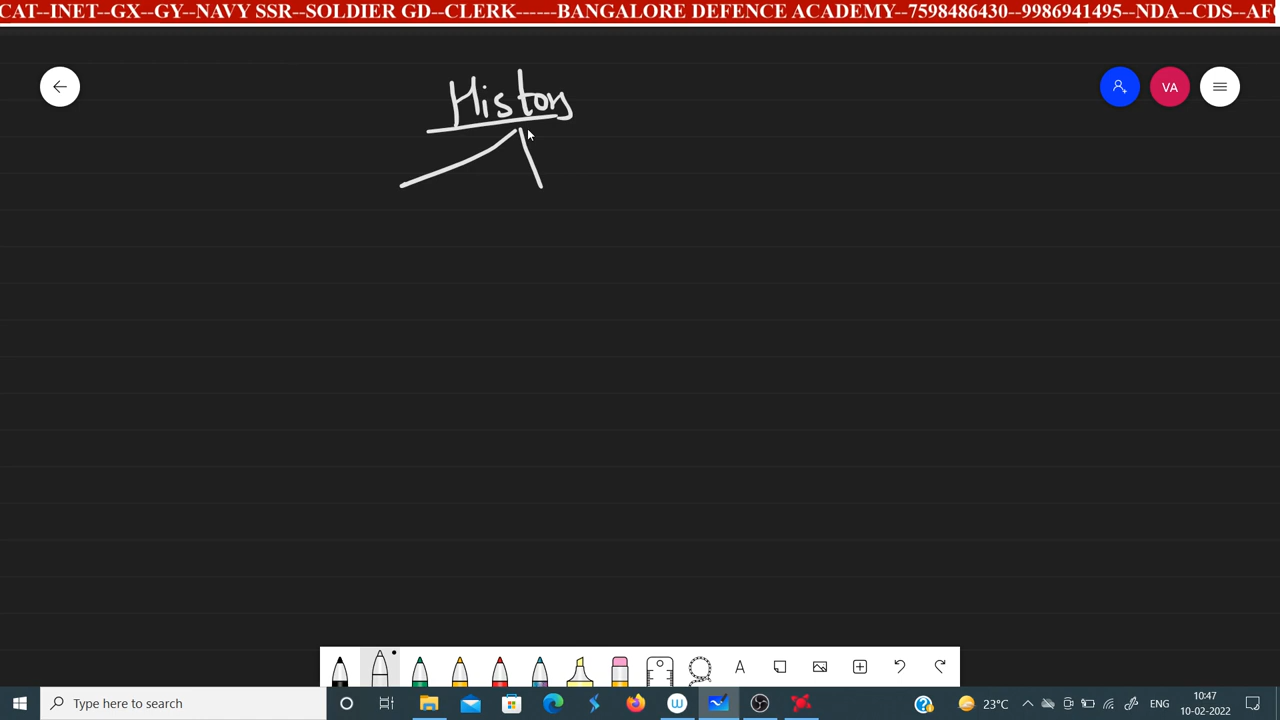 CAT--INET--GX--GY--NAVY SSR--SOLDIER GD--CLERK------BANGALORE DEFENCE ACADEMY--7598486430--9986941495--NDA--CDS--AF
History
VA
A
Type here to search
W
23°C
ENG
10:47
10-02-2022